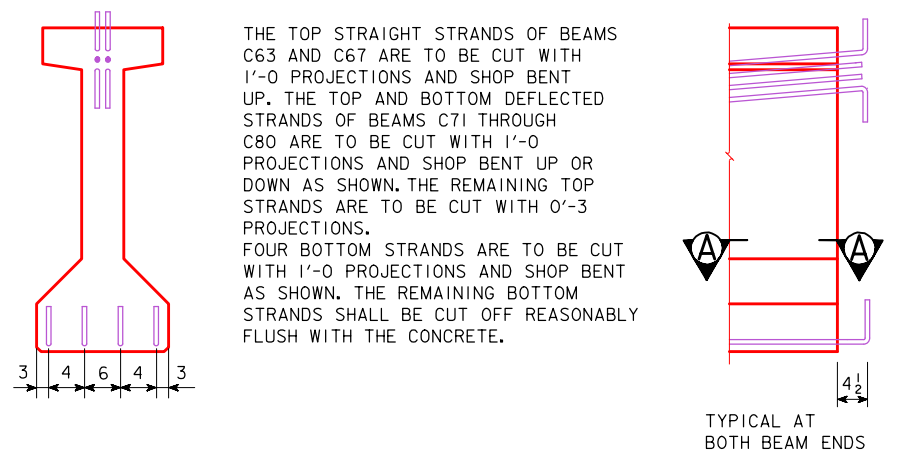 THE TOP STRAIGHT STRANDS OF BEAMS
C63 AND C67 ARE TO BE CUT WITH
1'-0 PROJECTIONS AND SHOP BENT
UP. THE TOP AND BOTTOM DEFLECTED
STRANDS OF BEAMS C71 THROUGH
C80 ARE TO BE CUT WITH 1'-0
PROJECTIONS AND SHOP BENT UP OR
DOWN AS SHOWN. THE REMAINING TOP
STRANDS ARE TO BE CUT WITH 0'-3
PROJECTIONS.
FOUR BOTTOM STRANDS ARE TO BE CUT
WITH 1'-0 PROJECTIONS AND SHOP BENT
AS SHOWN. THE REMAINING BOTTOM
STRANDS SHALL BE CUT OFF REASONABLY
FLUSH WITH THE CONCRETE.
3 4 6 4 3
A A
4 1/2
TYPICAL AT
BOTH BEAM ENDS